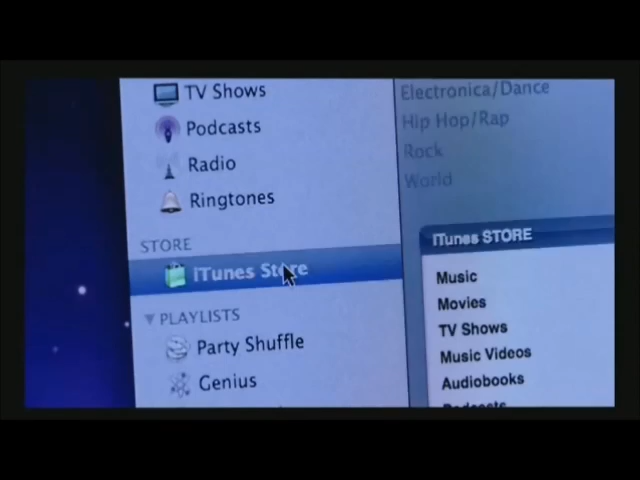 TV Shows
Podcasts
Radio
Ringtones
STORE
iTunes Store
PLAYLISTS
Party Shuffle
Genius
Electronica/Dance
Hip Hop/Rap
Rock
World
iTunes STORE
Music
Movies
TV Shows
Music Videos
Audiobooks
Podcasts